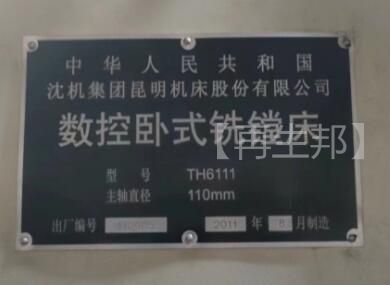 中华人民共和国
沈机集团昆明机床股份有限公司
数控卧式铣镗床
【再生邦】
型号 TH6111
主轴直径 110mm
出厂编号 2011 年 8 月制造